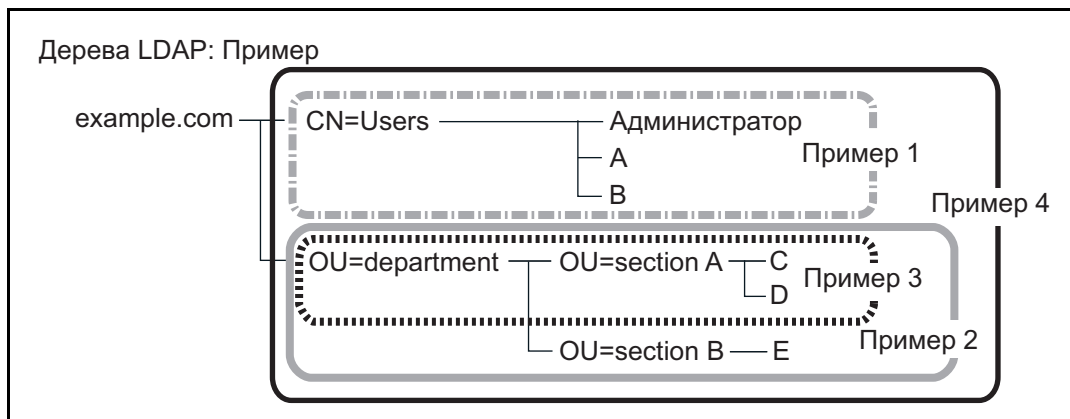 Дерева LDAP: Пример
example.com
CN=Users
Администратор
A
B
Пример 1
Пример 4
OU=department
OU=section A
C
D
Пример 3
OU=section B
E
Пример 2